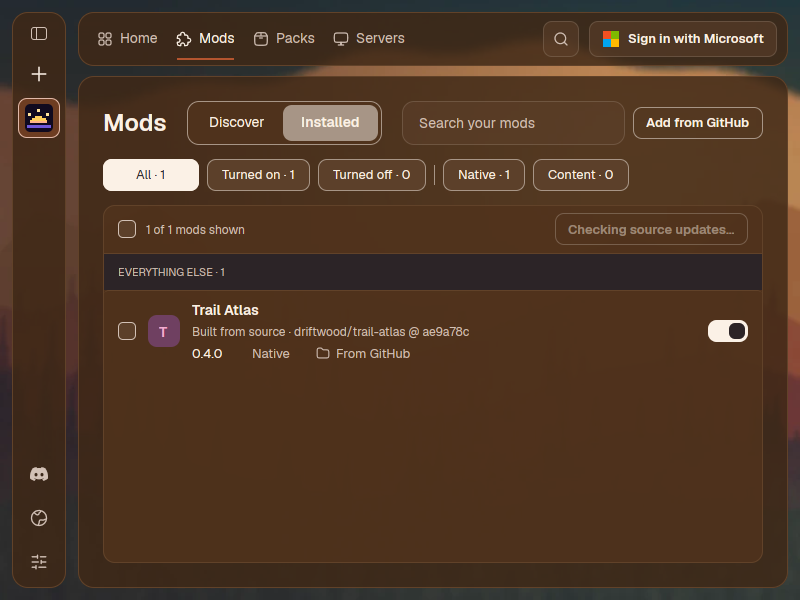 Home
Mods
Packs
Servers
Sign in with Microsoft
Mods
Discover
Installed
Search your mods
Add from GitHub
All · 1
Turned on · 1
Turned off · 0
Native · 1
Content · 0
1 of 1 mods shown
Checking source updates...
EVERYTHING ELSE · 1
T
Trail Atlas
Built from source · driftwood/trail-atlas @ ae9a78c
0.4.0
Native
From GitHub